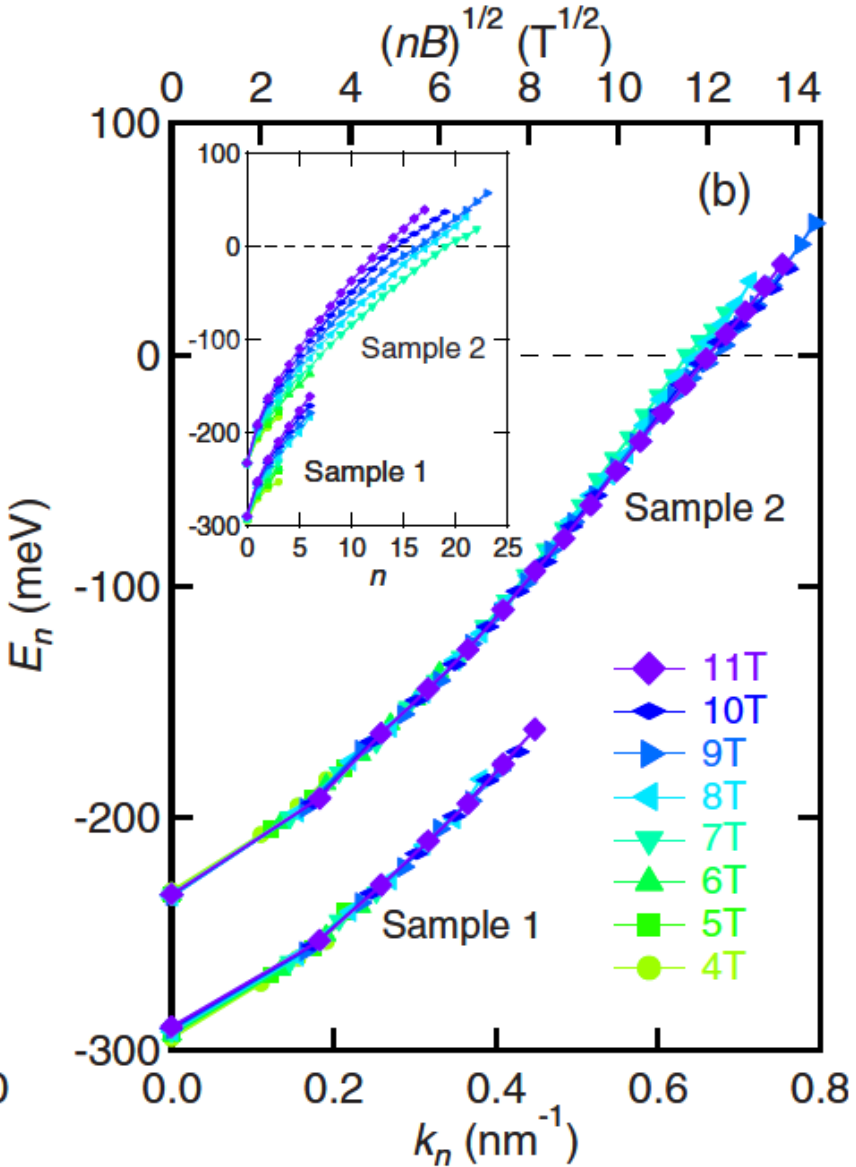 (nB)^1/2 (T^1/2)
0 2 4 6 8 10 12 14
100
(b)
100
0
-100
Sample 2
-200
Sample 1
-300
0 5 10 15 20 25
n
0
Sample 2
E_n (meV)
-100
11T
10T
9T
8T
7T
6T
5T
4T
-200
Sample 1
-300
0
0.0 0.2 0.4 0.6 0.8
k_n (nm^-1)